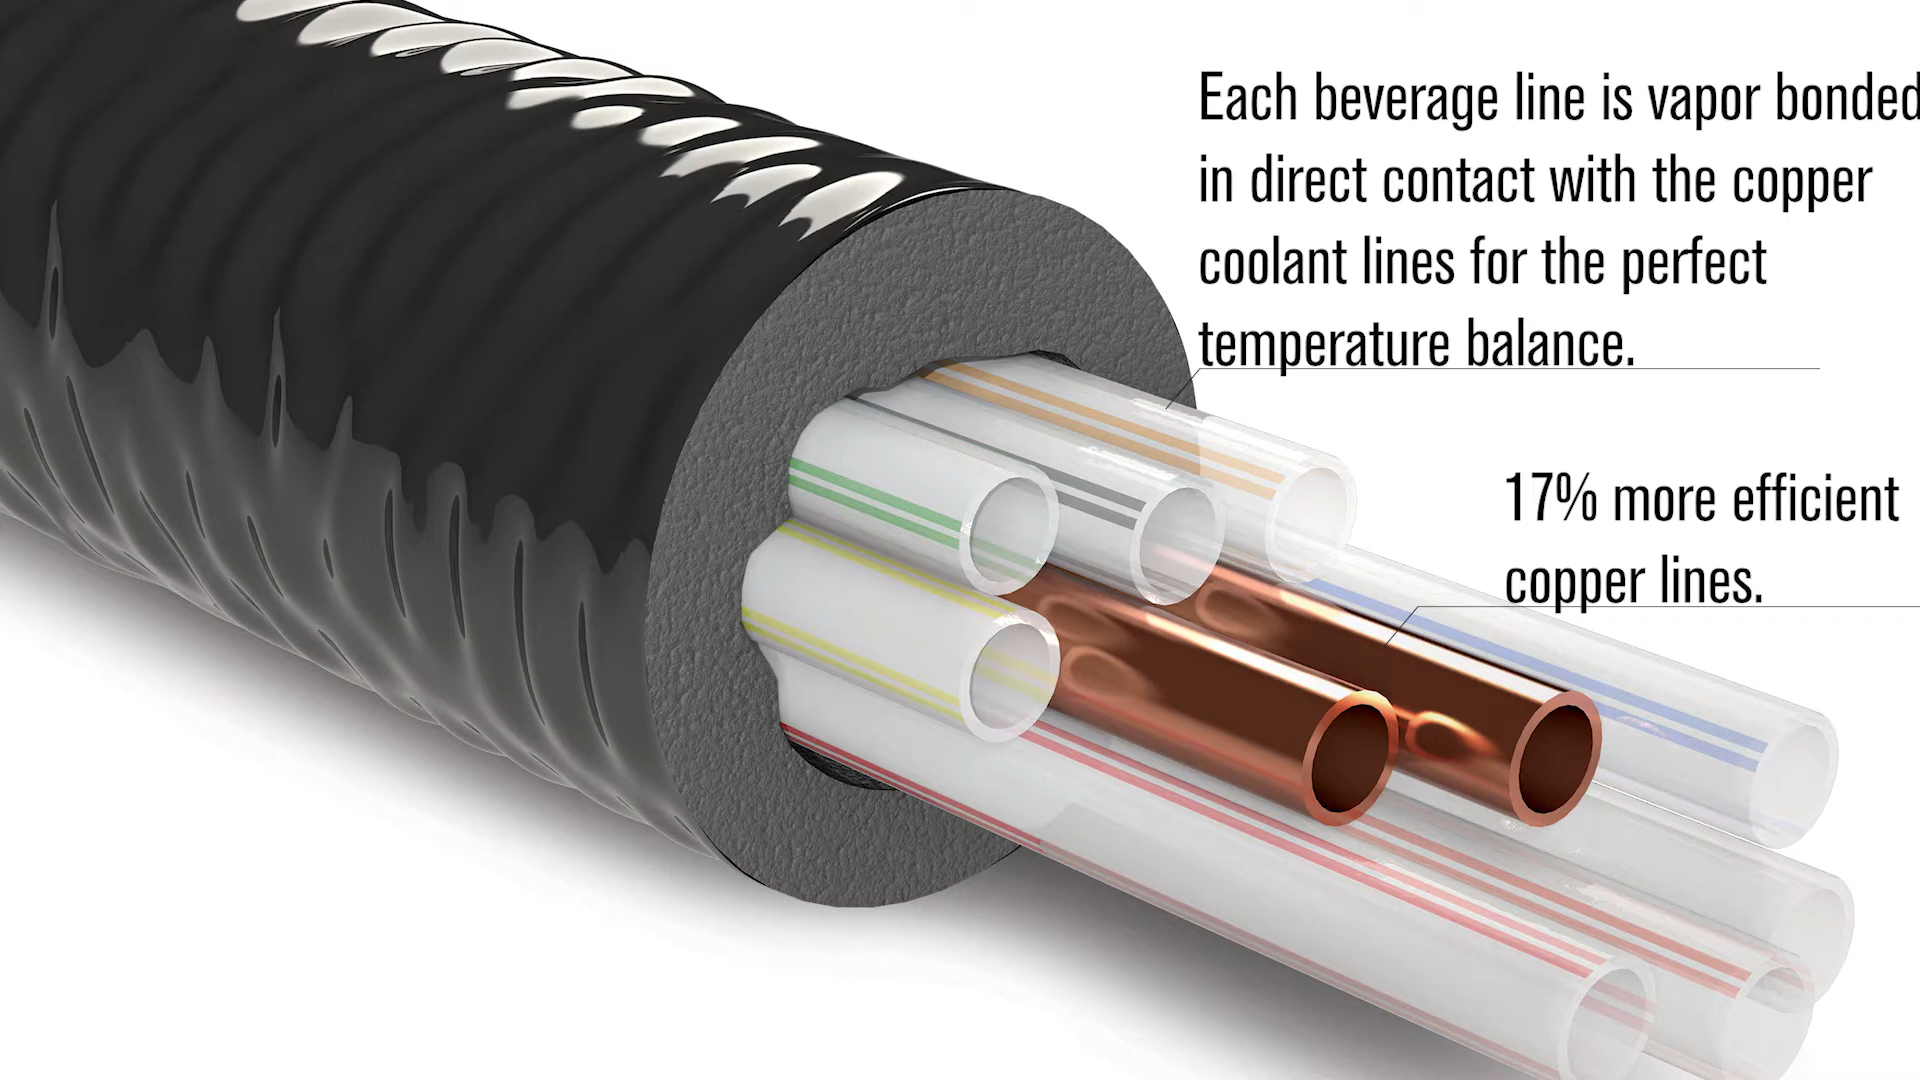 Each beverage line is vapor bonded
in direct contact with the copper
coolant lines for the perfect
temperature balance.
17% more efficient
copper lines.